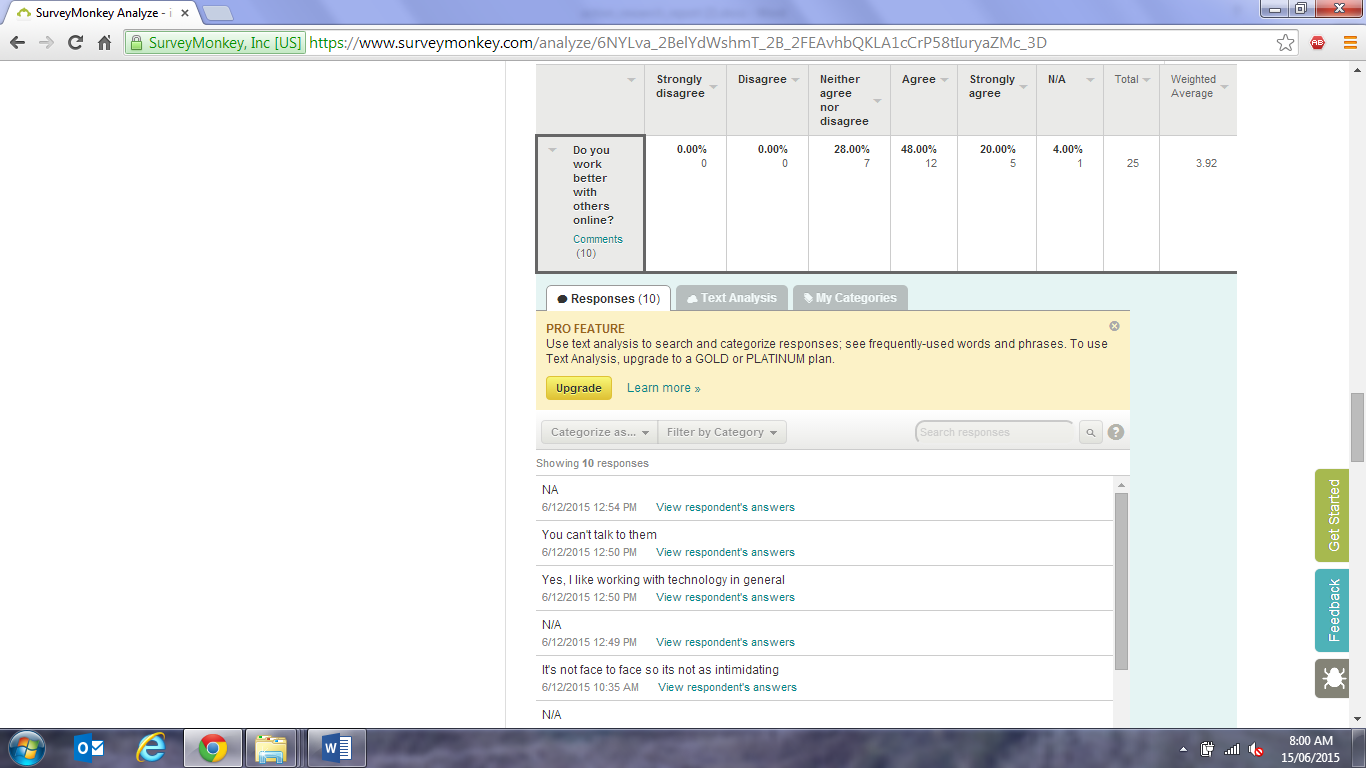 SurveyMonkey Analyze - i
SurveyMonkey, Inc [US] https://www.surveymonkey.com/analyze/6NYLva_2BelYdWshmT_2B_2FEAvhbQKLA1cCrP58tIuryaZMc_3D
Strongly disagree Disagree Neither agree nor disagree Agree Strongly agree N/A Total Weighted Average
Do you work better with others online?
0.00% 0.00% 28.00% 48.00% 20.00% 4.00%
0 0 7 12 5 1 25 3.92
Comments
(10)
Responses (10) Text Analysis My Categories
PRO FEATURE
Use text analysis to search and categorize responses; see frequently-used words and phrases. To use
Text Analysis, upgrade to a GOLD or PLATINUM plan.
Upgrade Learn more »
Categorize as... Filter by Category Search responses ?
Showing 10 responses
NA
6/12/2015 12:54 PM View respondent's answers
You can't talk to them
6/12/2015 12:50 PM View respondent's answers
Yes, I like working with technology in general
6/12/2015 12:50 PM View respondent's answers
N/A
6/12/2015 12:49 PM View respondent's answers
It's not face to face so its not as intimidating
6/12/2015 10:35 AM View respondent's answers
N/A
Get Started
Feedback
8:00 AM
15/06/2015